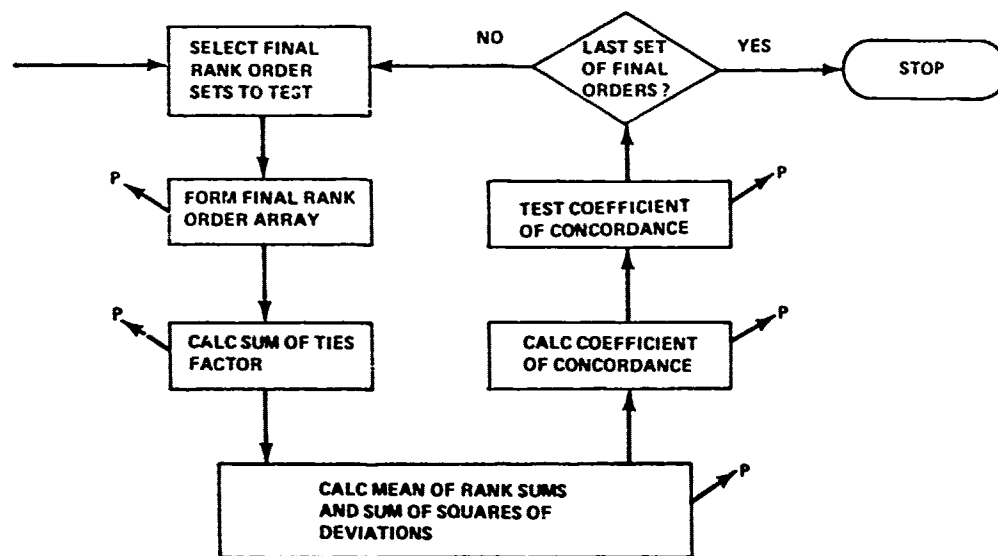 SELECT FINAL
RANK ORDER
SETS TO TEST
NO
LAST SET
OF FINAL
ORDERS ?
YES
STOP
P
FORM FINAL RANK
ORDER ARRAY
TEST COEFFICIENT
OF CONCORDANCE
P
P
CALC SUM OF TIES
FACTOR
CALC COEFFICIENT
OF CONCORDANCE
P
CALC MEAN OF RANK SUMS
AND SUM OF SQUARES OF
DEVIATIONS
P